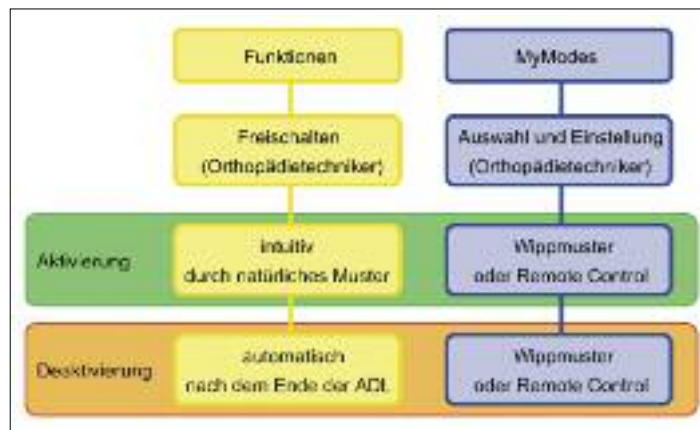 Funktionen
MyModes
Freischalten
(Orthopädietechniker)
Auswahl und Einstellung
(Orthopädietechniker)
Aktivierung
intuitiv
durch natürliches Muster
Wippmuster
oder Remote Control
Deaktivierung
automatisch
nach dem Ende der ADL
Wippmuster
oder Remote Control